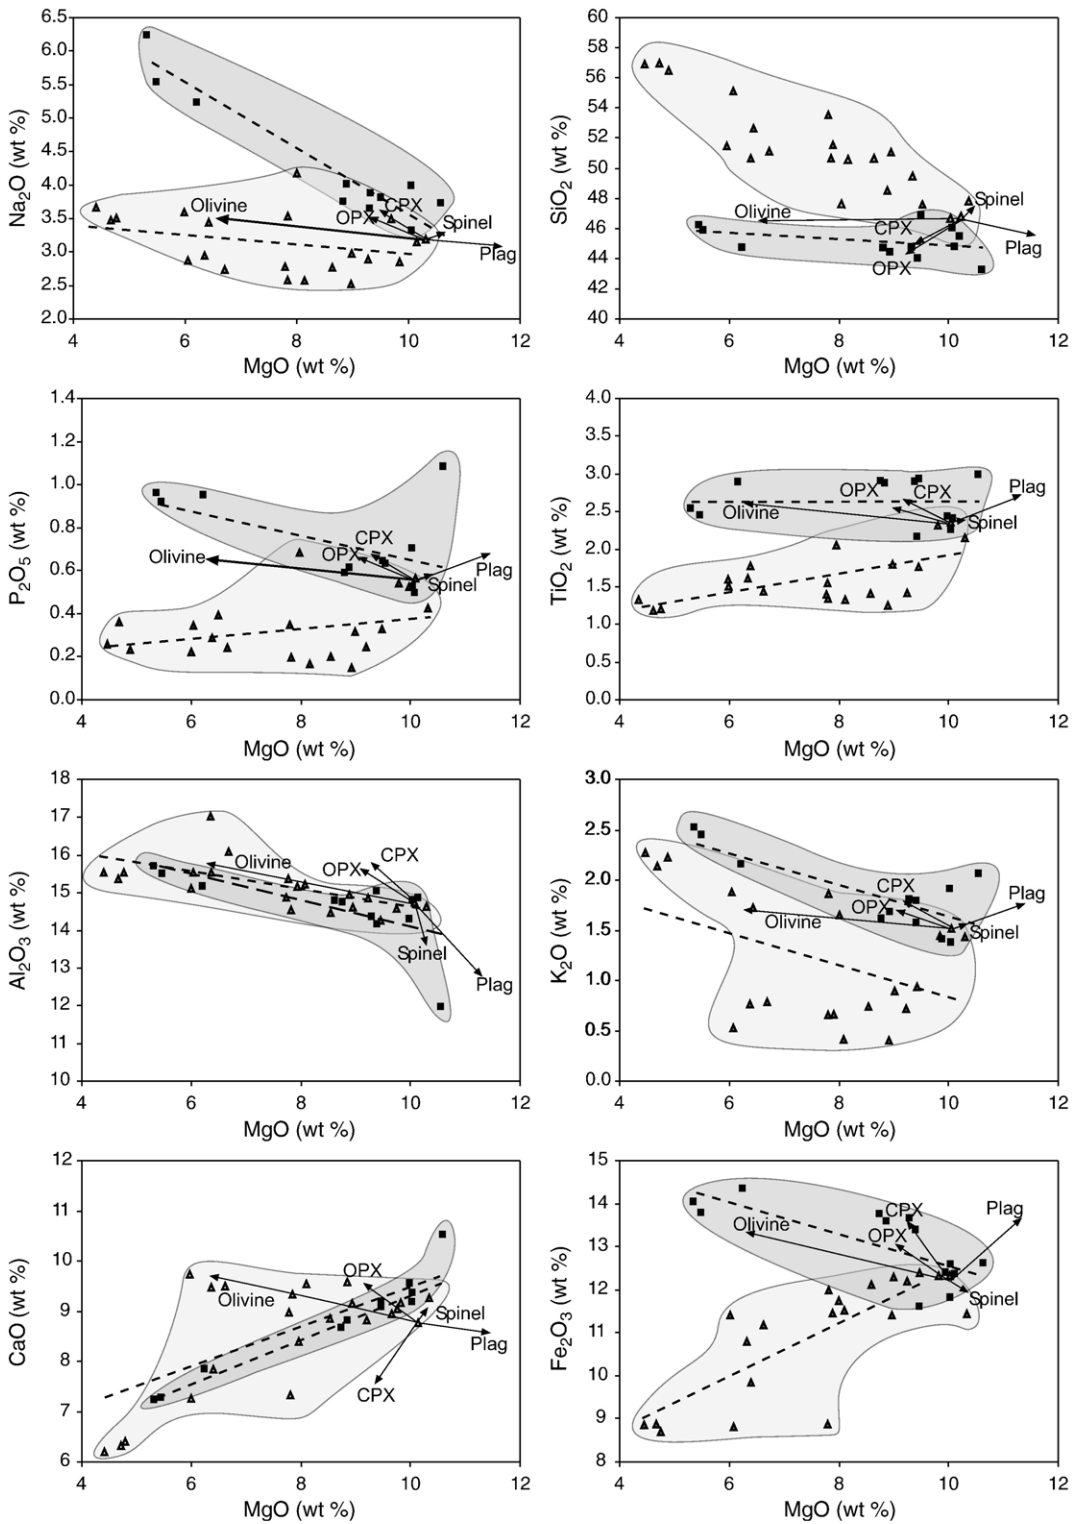 6.5
6.0
5.5
5.0
4.5
4.0
3.5
3.0
2.5
2.0
Na2O (wt %)
Olivine
CPX
OPX
Spinel
Plag
4 6 8 10 12
MgO (wt %)
60
58
56
54
52
50
48
46
44
42
40
SiO2 (wt %)
Spinel
Olivine
CPX
Plag
OPX
4 6 8 10 12
MgO (wt %)
1.4
1.2
1.0
0.8
0.6
0.4
0.2
0.0
P2O5 (wt %)
CPX
OPX
Olivine
Plag
Spinel
4 6 8 10 12
MgO (wt %)
4.0
3.5
3.0
2.5
2.0
1.5
1.0
0.5
0.0
TiO2 (wt %)
OPX
CPX
Plag
Olivine
Spinel
4 6 8 10 12
MgO (wt %)
18
17
16
15
14
13
12
11
10
Al2O3 (wt %)
Olivine
CPX
OPX
Spinel
Plag
4 6 8 10 12
MgO (wt %)
3.0
2.5
2.0
1.5
1.0
0.5
0.0
K2O (wt %)
CPX
Plag
OPX
Olivine
Spinel
4 6 8 10 12
MgO (wt %)
12
11
10
9
8
7
6
CaO (wt %)
OPX
Olivine
Spinel
Plag
CPX
4 6 8 10 12
MgO (wt %)
15
14
13
12
11
10
9
8
Fe2O3 (wt %)
CPX
Plag
Olivine
OPX
Spinel
4 6 8 10 12
MgO (wt %)